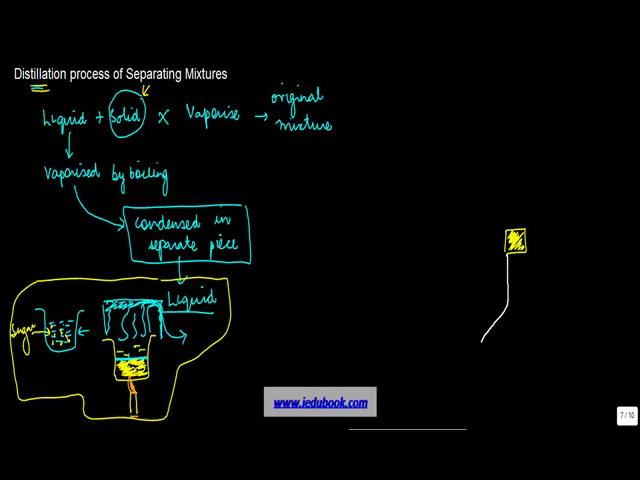 Distillation process of Separating Mixtures
Liquid + Solid x Vaporise → original mixture
Vaporised by boiling
Condensed in
separate piece
Liquid
Sugar
www.iedubook.com
7 / 10